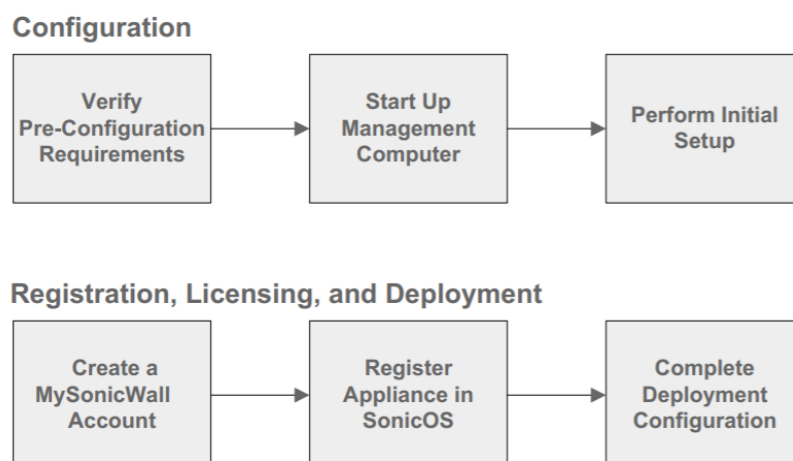 Configuration
Verify
Pre-Configuration
Requirements
Start Up
Management
Computer
Perform Initial
Setup
Registration, Licensing, and Deployment
Create a
MySonicWall
Account
Register
Appliance in
SonicOS
Complete
Deployment
Configuration